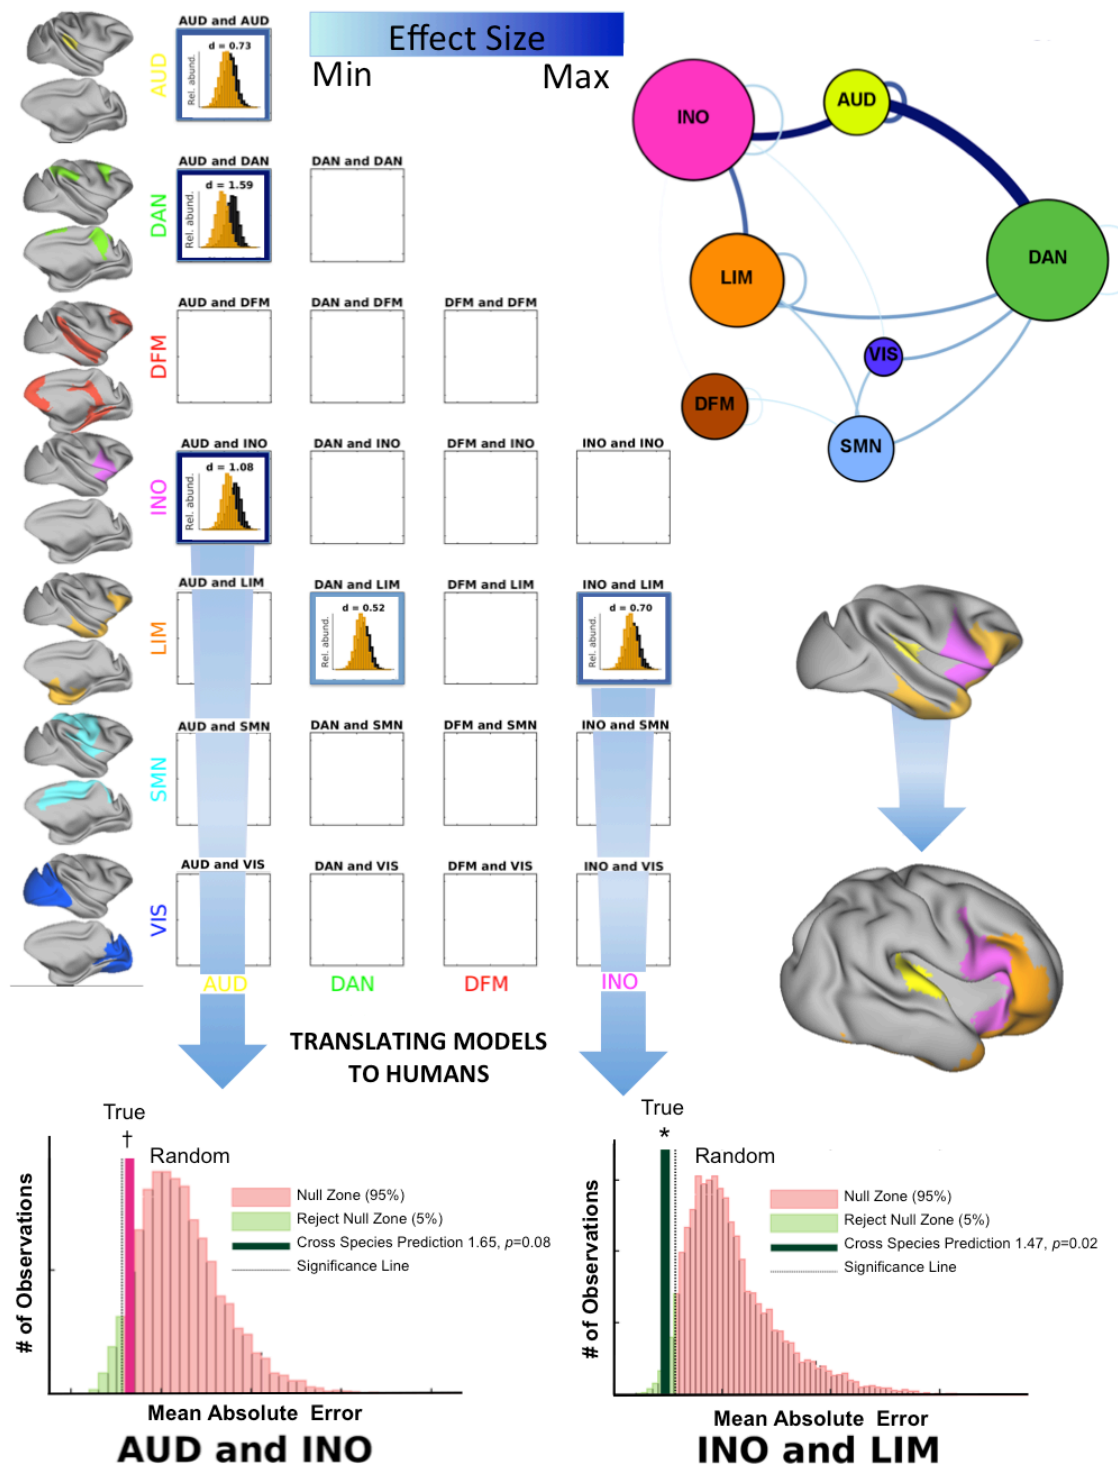 AUD and AUD
d = 0.73
Rel. abund.
AUD
Effect Size
Min
Max
INO
AUD
DAN
LIM
VIS
DFM
SMN
AUD and DAN
DAN and DAN
d = 1.59
Rel. abund.
DAN
AUD and DFM
DAN and DFM
DFM and DFM
DFM
AUD and INO
DAN and INO
DFM and INO
INO and INO
d = 1.08
Rel. abund.
INO
AUD and LIM
DAN and LIM
DFM and LIM
INO and LIM
d = 0.52
Rel. abund.
d = 0.70
Rel. abund.
LIM
AUD and SMN
DAN and SMN
DFM and SMN
INO and SMN
SMN
AUD and VIS
DAN and VIS
DFM and VIS
INO and VIS
VIS
AUD
DAN
DFM
INO
TRANSLATING MODELS
TO HUMANS
True
†
Random
Null Zone (95%)
Reject Null Zone (5%)
Cross Species Prediction 1.65, p=0.08
Significance Line
# of Observations
Mean Absolute Error
AUD and INO
True
*
Random
Null Zone (95%)
Reject Null Zone (5%)
Cross Species Prediction 1.47, p=0.02
Significance Line
# of Observations
Mean Absolute Error
INO and LIM